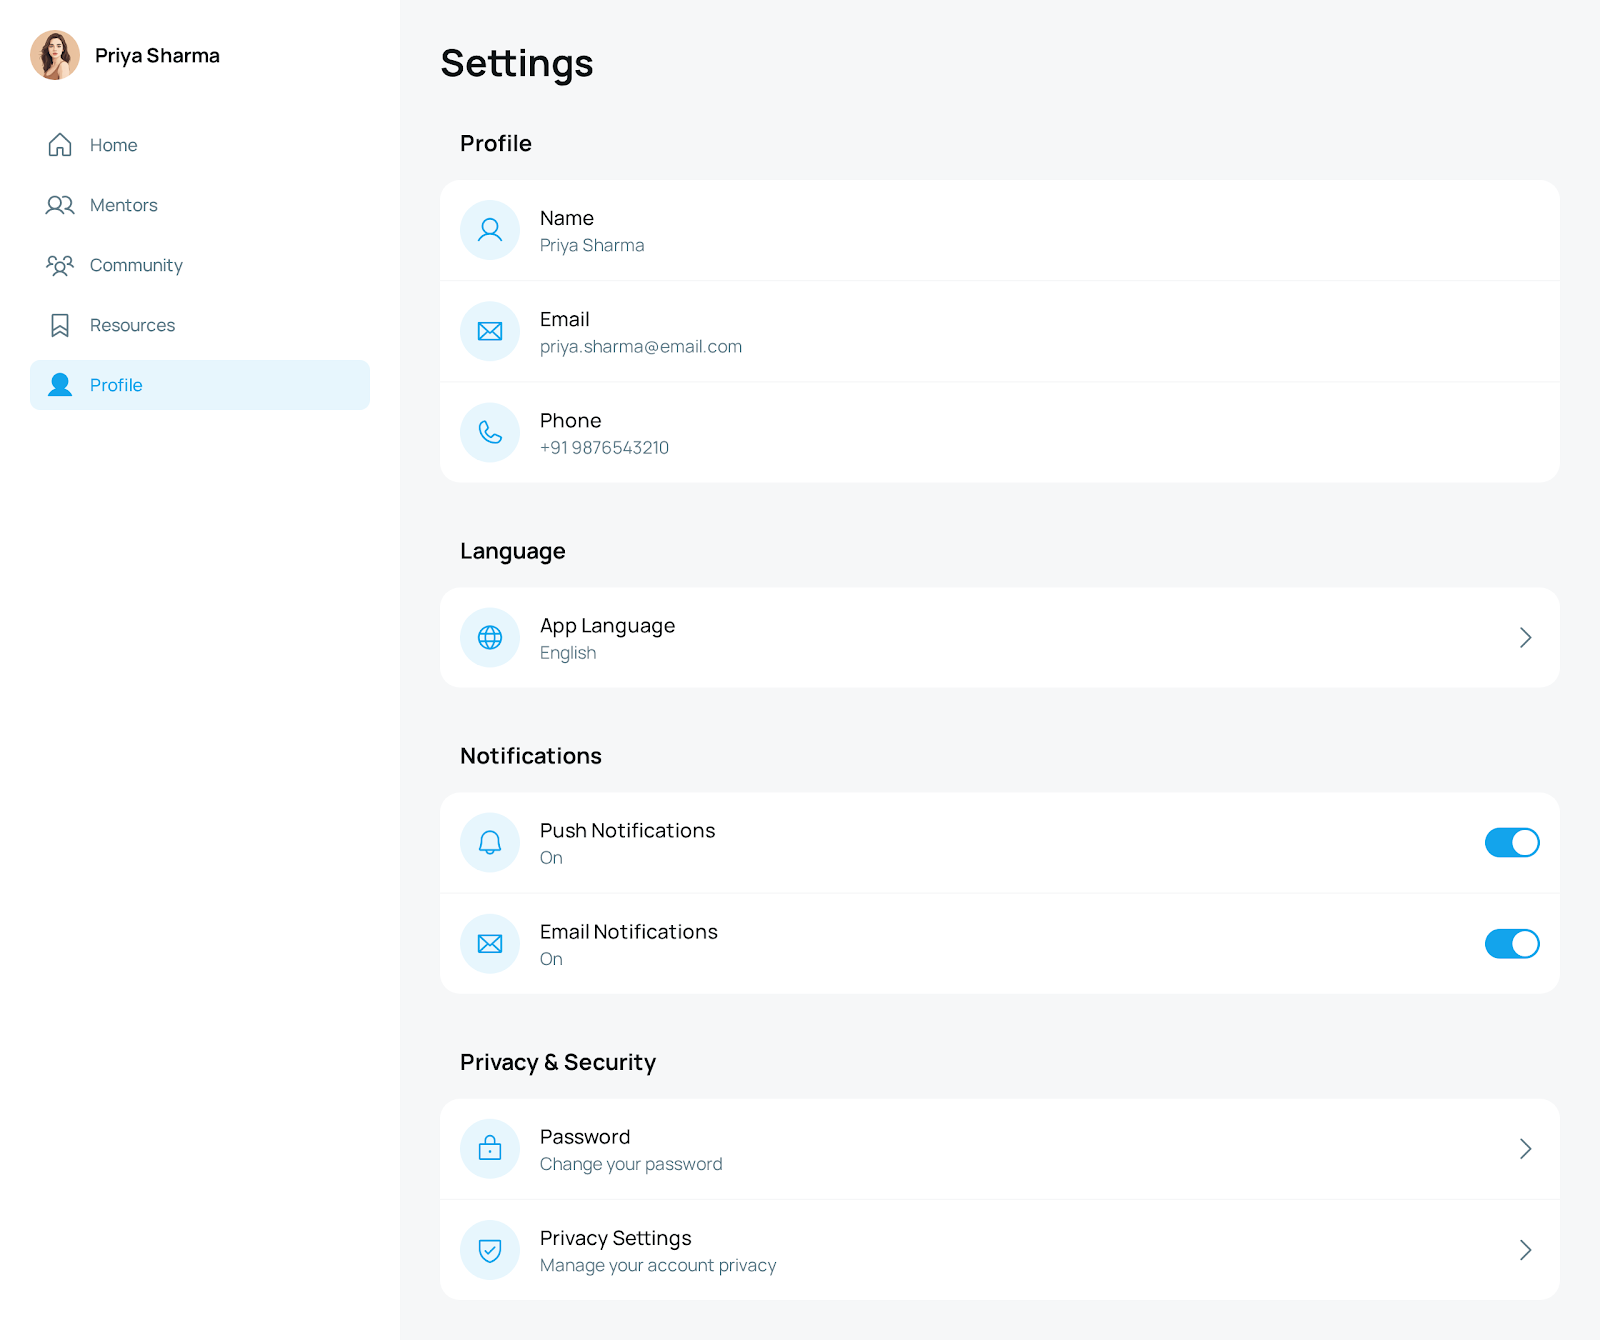 Priya Sharma
Home
Mentors
Community
Resources
Profile
Settings
Profile
Name
Priya Sharma
Email
priya.sharma@email.com
Phone
+91 9876543210
Language
App Language
English
Notifications
Push Notifications
On
Email Notifications
On
Privacy & Security
Password
Change your password
Privacy Settings
Manage your account privacy